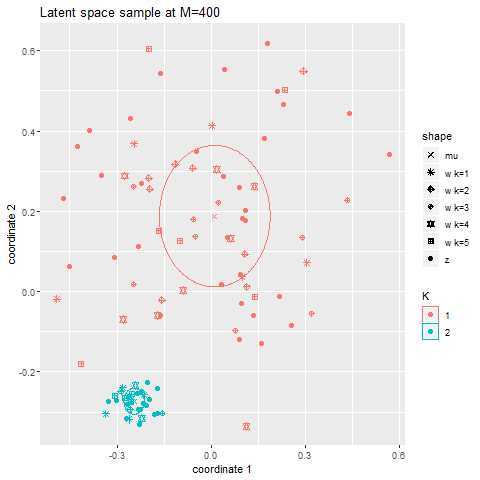 Latent space sample at M=400
0.6
0.4
0.2
0.0
-0.2
-0.3
0.0
0.3
0.6
coordinate 1
coordinate 2
shape
mu
w k=1
w k=2
w k=3
w k=4
w k=5
z
K
1
2